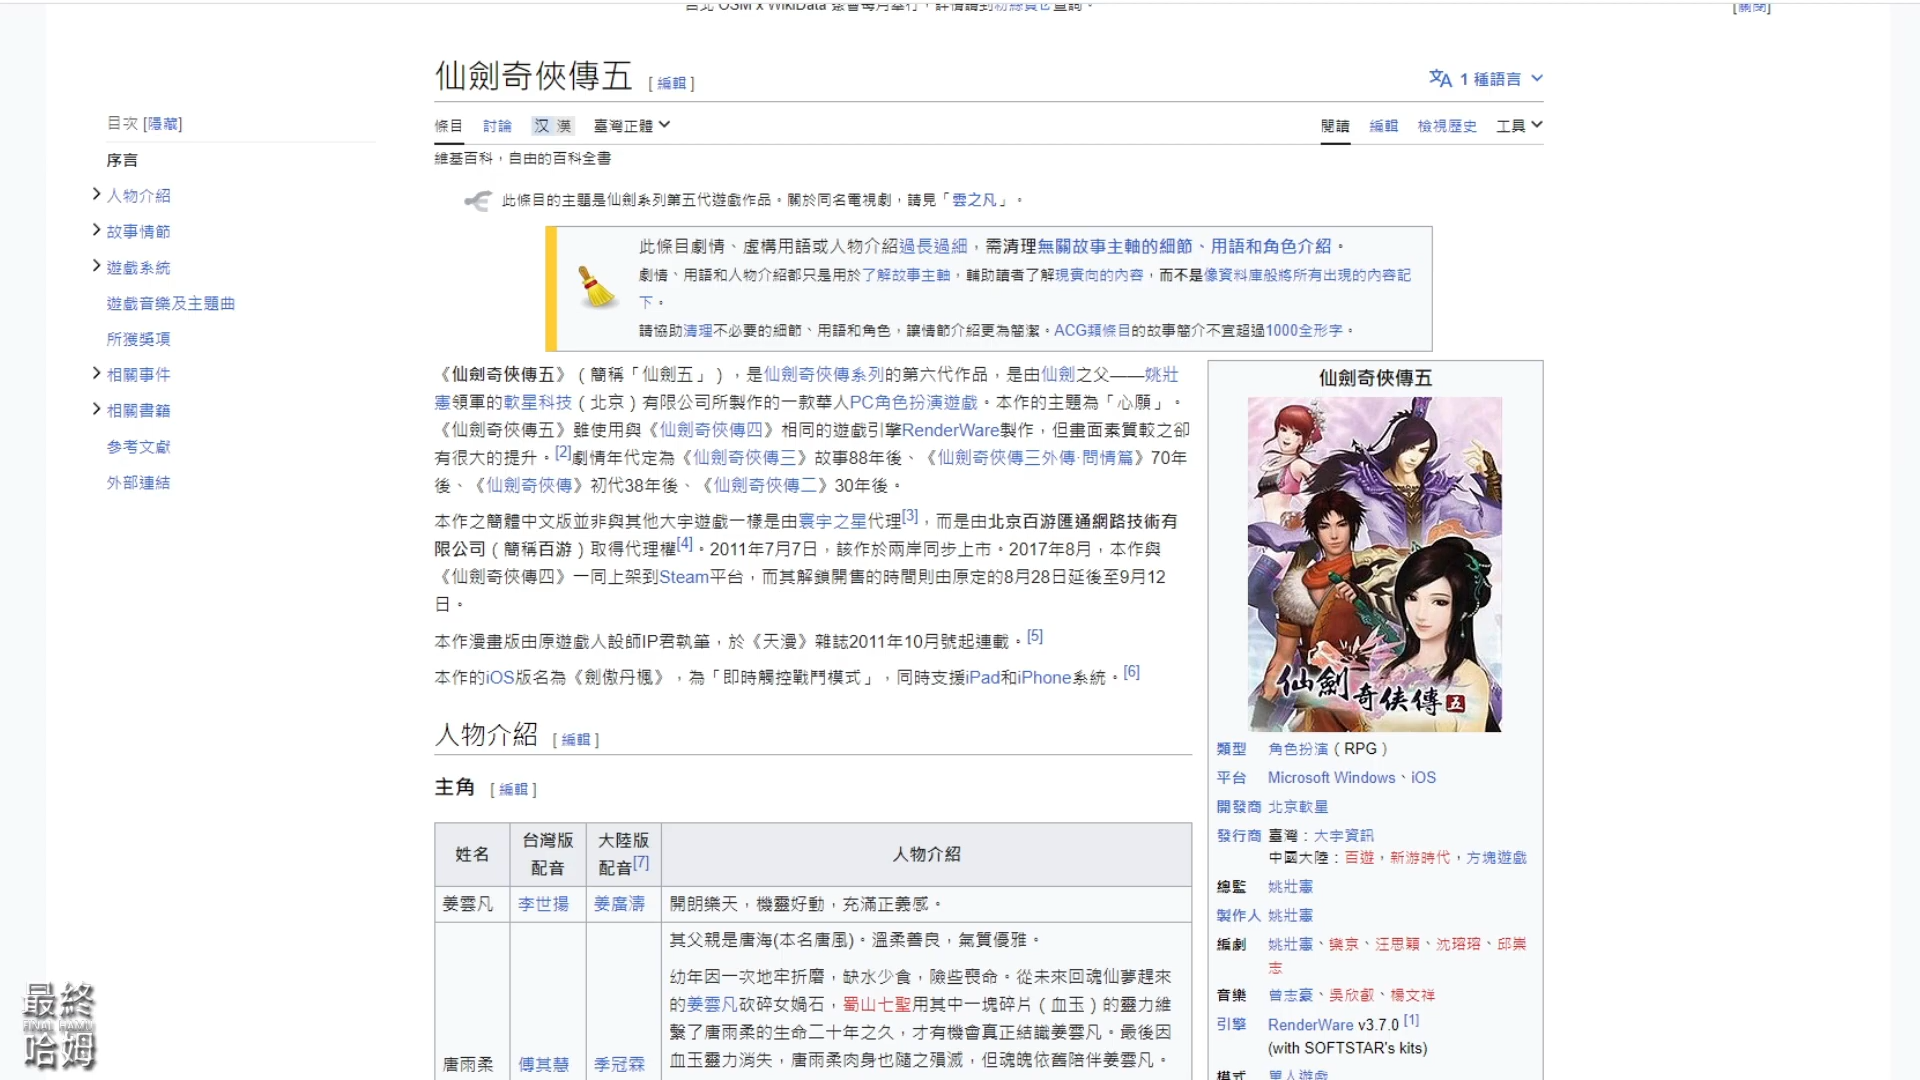 台北 OSM x WikiData 聚會每月舉行，詳情請到粉絲頁也查詢。
[關閉]
仙劍奇俠傳五 [ 編輯 ]
1 種語言
目次 [隱藏]
序言
人物介紹
故事情節
遊戲系統
遊戲音樂及主題曲
所獲獎項
相關事件
相關書籍
參考文獻
外部連結
條目 討論 汉 漢 臺灣正體
閱讀 編輯 檢視歷史 工具
維基百科，自由的百科全書
此條目的主題是仙劍系列第五代遊戲作品。關於同名電視劇，請見「雲之凡」。
此條目劇情、虛構用語或人物介紹過長過細，需清理無關故事主軸的細節、用語和角色介紹。
劇情、用語和人物介紹都只是用於了解故事主軸，輔助讀者了解現實向的內容，而不是像資料庫般將所有出現的內容記
下。
請協助清理不必要的細節、用語和角色，讓情節介紹更為簡潔。ACG類條目的故事簡介不宜超過1000全形字。
《仙劍奇俠傳五》（簡稱「仙劍五」），是仙劍奇俠傳系列的第六代作品，是由仙劍之父——姚壯
憲領軍的軟星科技（北京）有限公司所製作的一款華人PC角色扮演遊戲。本作的主題為「心願」。
《仙劍奇俠傳五》雖使用與《仙劍奇俠傳四》相同的遊戲引擎RenderWare製作，但畫面素質較之卻
有很大的提升。[2]劇情年代定為《仙劍奇俠傳三》故事88年後、《仙劍奇俠傳三外傳·問情篇》70年
後、《仙劍奇俠傳》初代38年後、《仙劍奇俠傳二》30年後。
本作之簡體中文版並非與其他大宇遊戲一樣是由寰宇之星代理[3]，而是由北京百游匯通網路技術有
限公司（簡稱百游）取得代理權[4]。2011年7月7日，該作於兩岸同步上市。2017年8月，本作與
《仙劍奇俠傳四》一同上架到Steam平台，而其解鎖開售的時間則由原定的8月28日延後至9月12
日。
本作漫畫版由原遊戲人設師IP君執筆，於《天漫》雜誌2011年10月號起連載。[5]
本作的iOS版名為《劍傲丹楓》，為「即時觸控戰鬥模式」，同時支援iPad和iPhone系統。[6]
人物介紹 [ 編輯 ]
主角 [ 編輯 ]
姓名 台灣版配音 大陸版配音[7] 人物介紹
姜雲凡 李世揚 姜廣濤 開朗樂天，機靈好動，充滿正義感。
其父親是唐海(本名唐風)。溫柔善良，氣質優雅。
幼年因一次地牢折磨，缺水少食，險些喪命。從未來回魂仙夢趕來
的姜雲凡砍碎女媧石，蜀山七聖用其中一塊碎片（血玉）的靈力維
繫了唐雨柔的生命二十年之久，才有機會真正結識姜雲凡。最後因
血玉靈力消失，唐雨柔肉身也隨之殞滅，但魂魄依舊陪伴姜雲凡。
唐雨柔 傅其慧 季冠霖
仙劍奇俠傳五
仙劍奇俠傳五
類型 角色扮演（RPG）
平台 Microsoft Windows、iOS
開發商 北京軟星
發行商 臺灣：大宇資訊
中國大陸：百遊，新游時代，方塊遊戲
總監 姚壯憲
製作人 姚壯憲
編劇 姚壯憲、欒京、汪思穎、沈瑢瑢、邱崇
志
音樂 曾志豪、吳欣叡、楊文祥
引擎 RenderWare v3.7.0 [1]
(with SOFTSTAR's kits)
模式 單人遊戲
最終
FINAL HAMU
哈姆